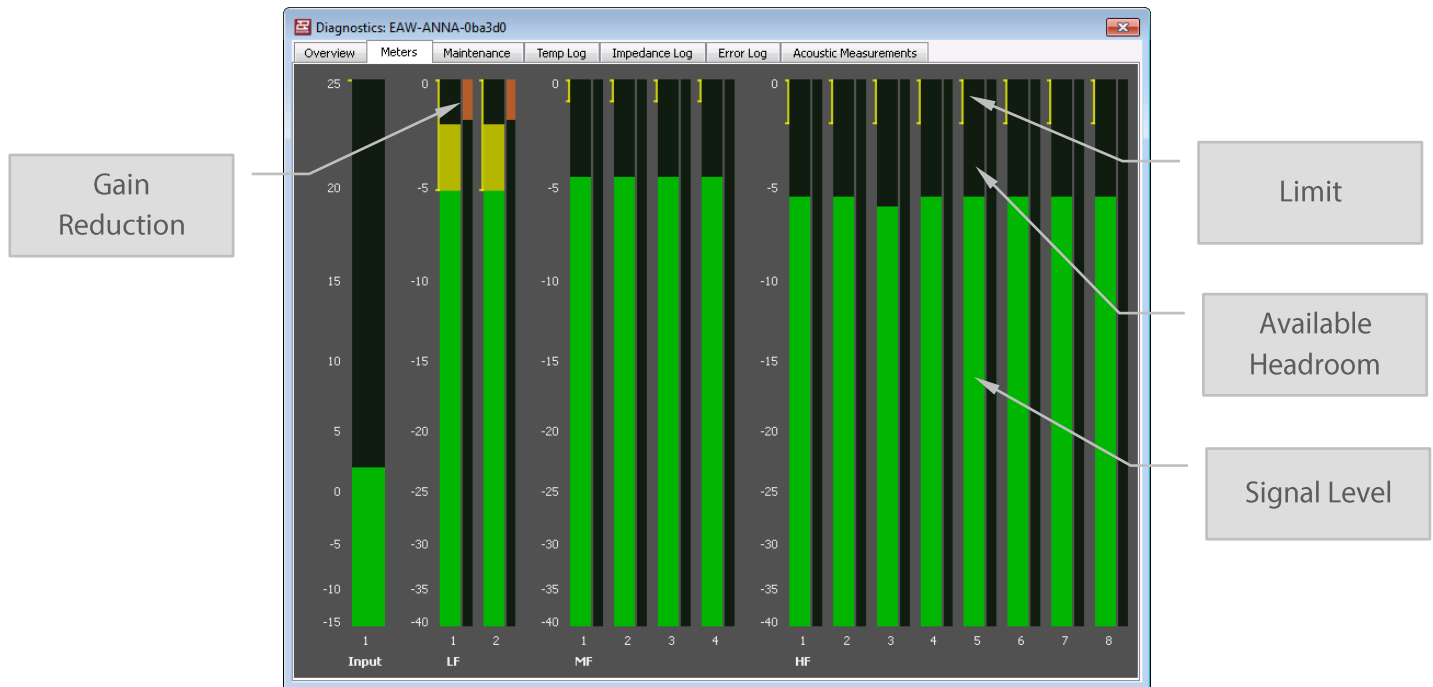 Diagnostics: EAW-ANNA-0ba3d0
Overview Meters Maintenance Temp Log Impedance Log Error Log Acoustic Measurements
25 0 0 0
Gain
Reduction
Limit
20 -5 -5 -5
15 -10 -10 -10
Available
Headroom
10 -15 -15 -15
5 -20 -20 -20
Signal Level
0 -25 -25 -25
-5 -30 -30 -30
-10 -35 -35 -35
-15 -40 -40 -40
1 1 2 1 2 3 4 1 2 3 4 5 6 7 8
Input LF MF HF